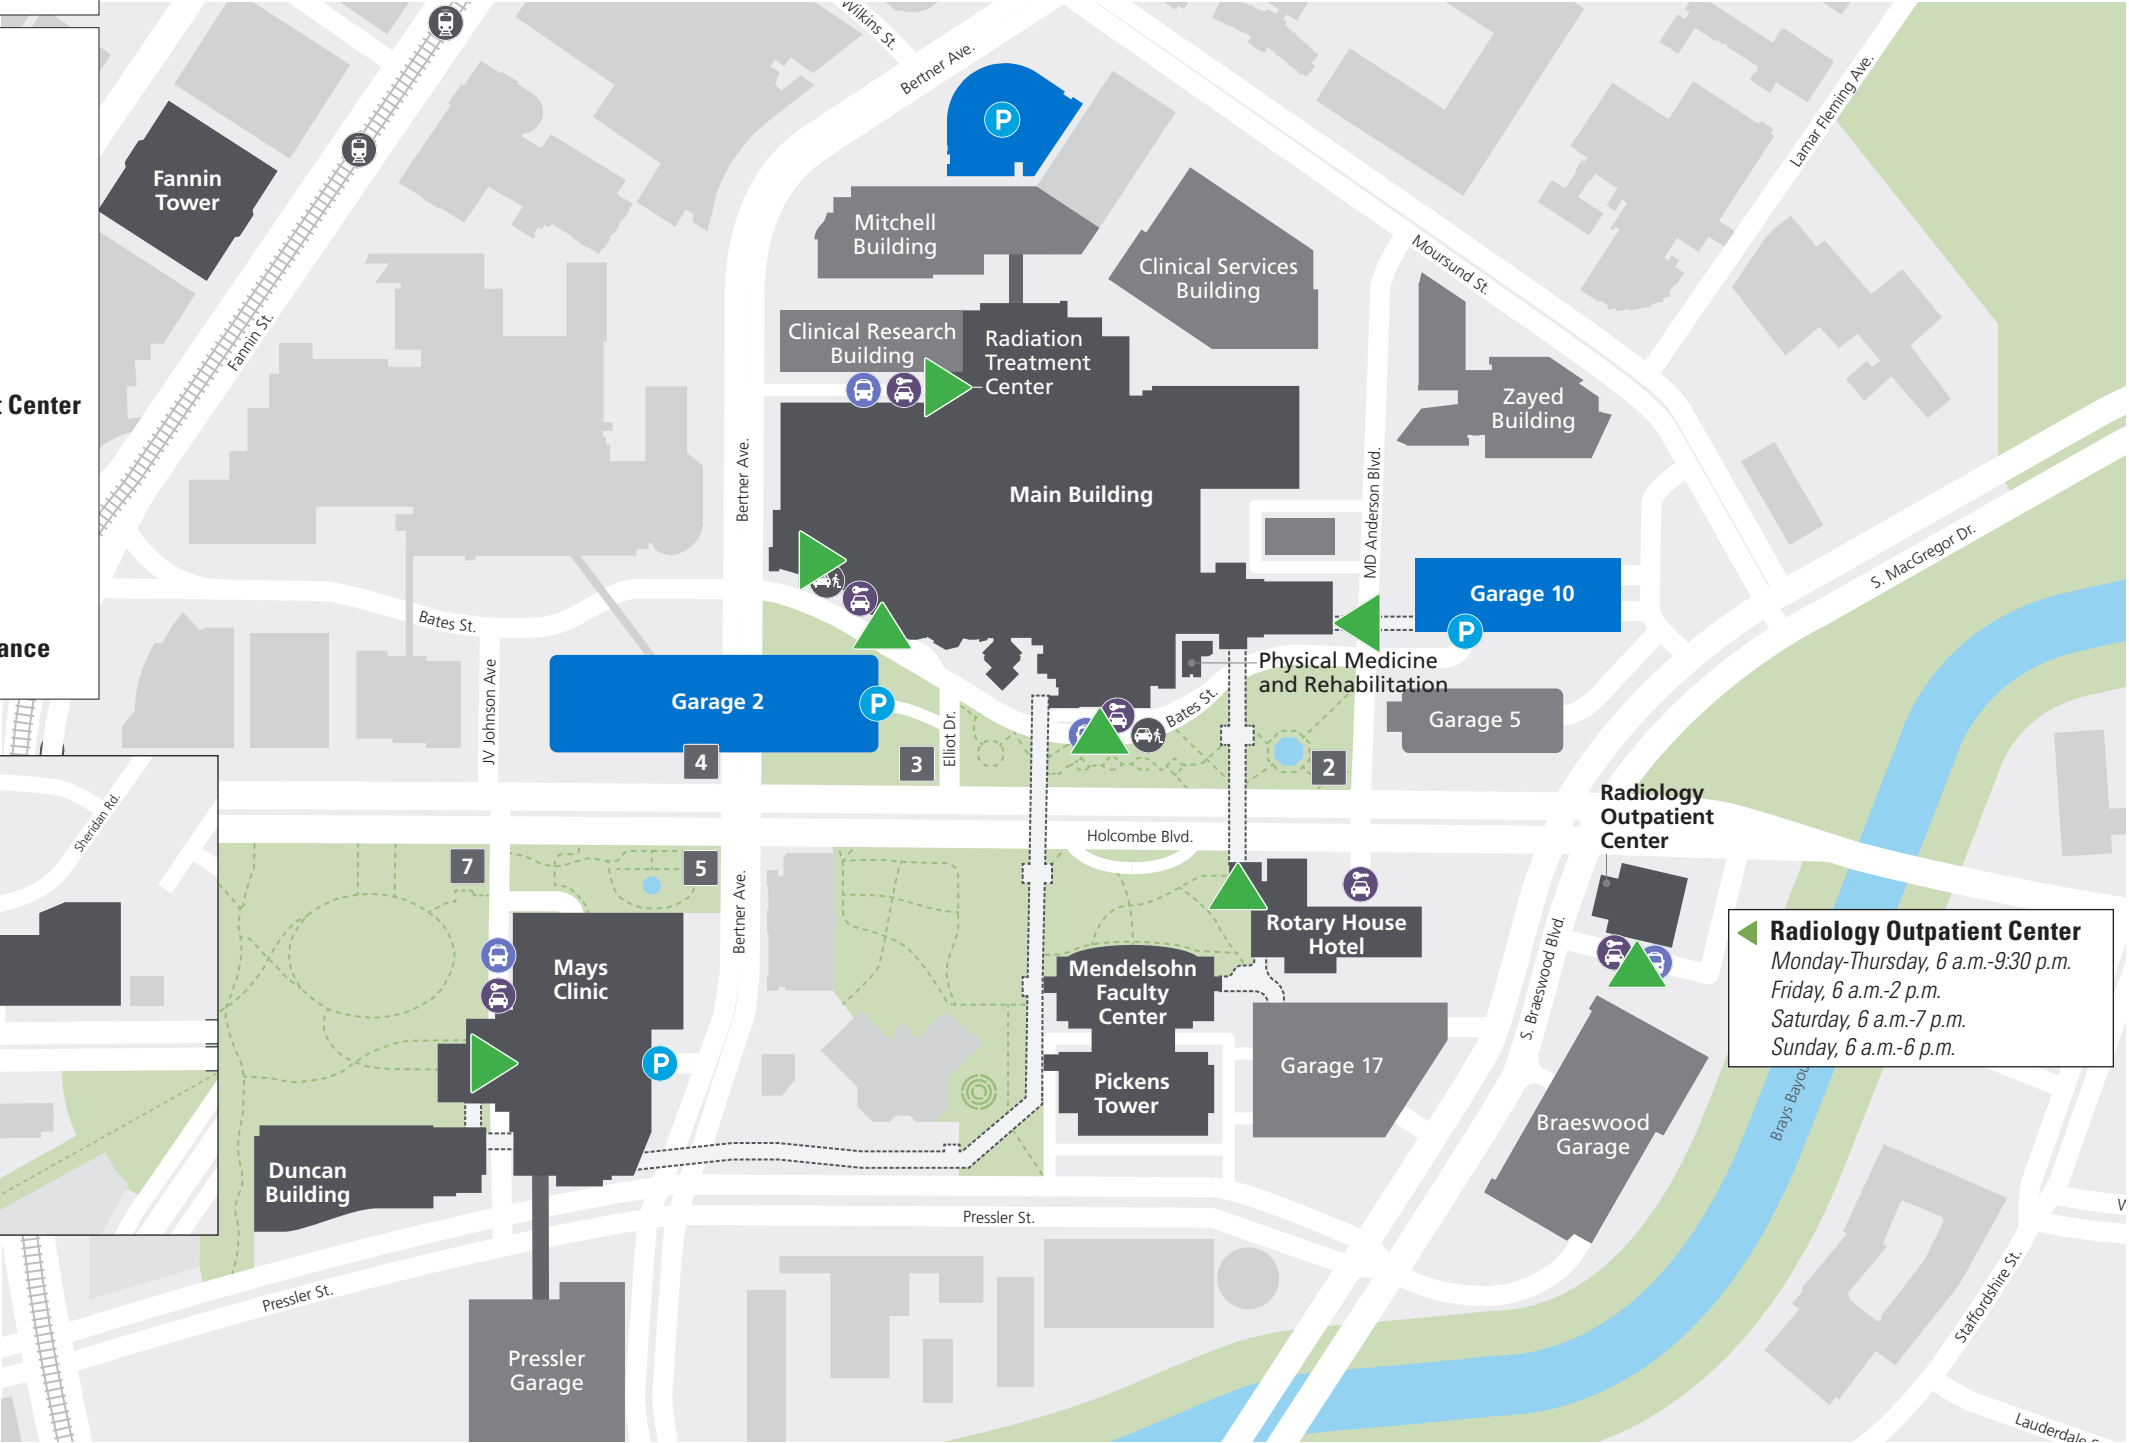 Wilkins St.
Bertner Ave.
P
Lamar Fleming Ave.
Fannin
Tower
Mitchell
Building
Clinical Services
Building
Moursund St.
Fannin St.
Clinical Research
Building
Radiation
Treatment
Center
Center
Zayed
Building
Main Building
Bertner Ave.
MD Anderson Blvd.
S. MacGregor Dr.
Garage 10
P
Bates St.
ance
JV Johnson Ave
Garage 2
P
Physical Medicine
and Rehabilitation
Bates St.
Garage 5
Elliot Dr.
4
3
2
Sheridan Rd.
Radiology
Outpatient
Center
Holcombe Blvd.
7
5
Bertner Ave.
Rotary House
Hotel
S. Braeswood Blvd.
Radiology Outpatient Center
Monday-Thursday, 6 a.m.-9:30 p.m.
Friday, 6 a.m.-2 p.m.
Saturday, 6 a.m.-7 p.m.
Sunday, 6 a.m.-6 p.m.
Mays
Clinic
Mendelsohn
Faculty
Center
P
Garage 17
Pickens
Tower
Brays Bayou
Braeswood
Garage
Duncan
Building
Pressler St.
W
Pressler St.
Staffordshire St.
Pressler
Garage
Lauderdale S